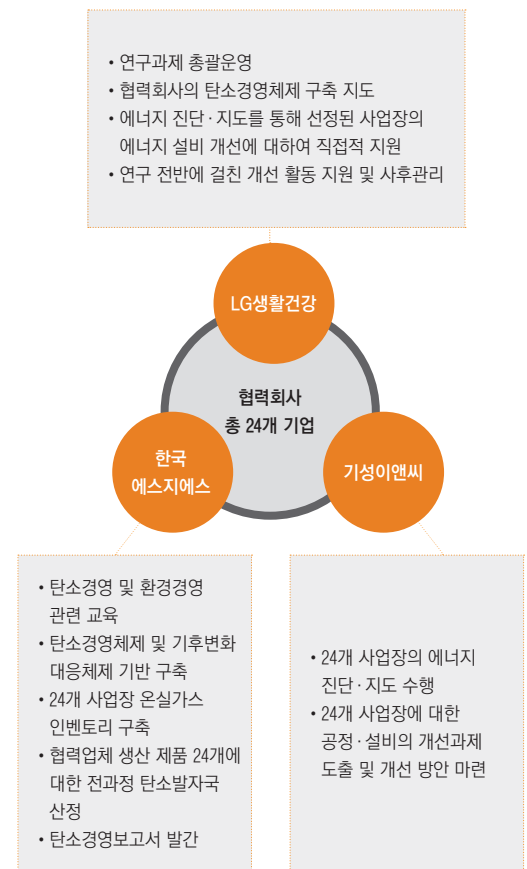 • 연구과제 총괄운영
• 협력회사의 탄소경영체제 구축 지도
• 에너지 진단 · 지도를 통해 선정된 사업장의
에너지 설비 개선에 대하여 직접적 지원
• 연구 전반에 걸친 개선 활동 지원 및 사후관리
LG생활건강
협력회사
총 24개 기업
한국
에스지에스
기성이앤씨
• 탄소경영 및 환경경영
관련 교육
• 탄소경영체제 및 기후변화
대응체제 기반 구축
• 24개 사업장 온실가스
인벤토리 구축
• 협력업체 생산 제품 24개에
대한 전과정 탄소발자국
산정
• 탄소경영보고서 발간
• 24개 사업장의 에너지
진단 · 지도 수행
• 24개 사업장에 대한
공정 · 설비의 개선과제
도출 및 개선 방안 마련